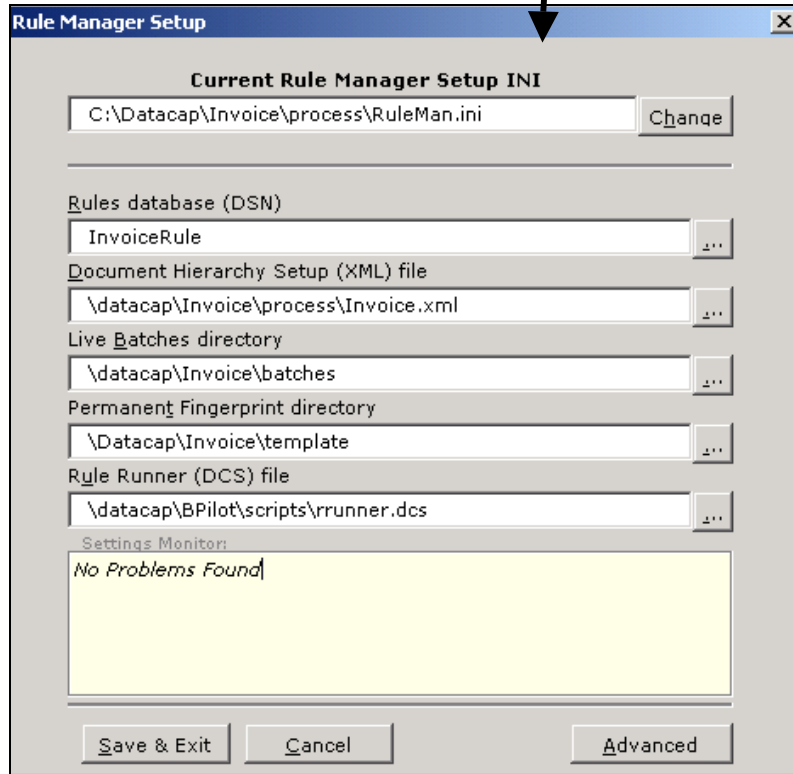 Rule Manager Setup
Current Rule Manager Setup INI
C:\Datacap\Invoice\process\RuleMan.ini
Change
Rules database (DSN)
InvoiceRule
...
Document Hierarchy Setup (XML) file
\datacap\Invoice\process\Invoice.xml
...
Live Batches directory
\datacap\Invoice\batches
...
Permanent Fingerprint directory
\Datacap\Invoice\template
...
Rule Runner (DCS) file
\datacap\BPilot\scripts\rrunner.dcs
...
Settings Monitor:
No Problems Found
Save & Exit
Cancel
Advanced